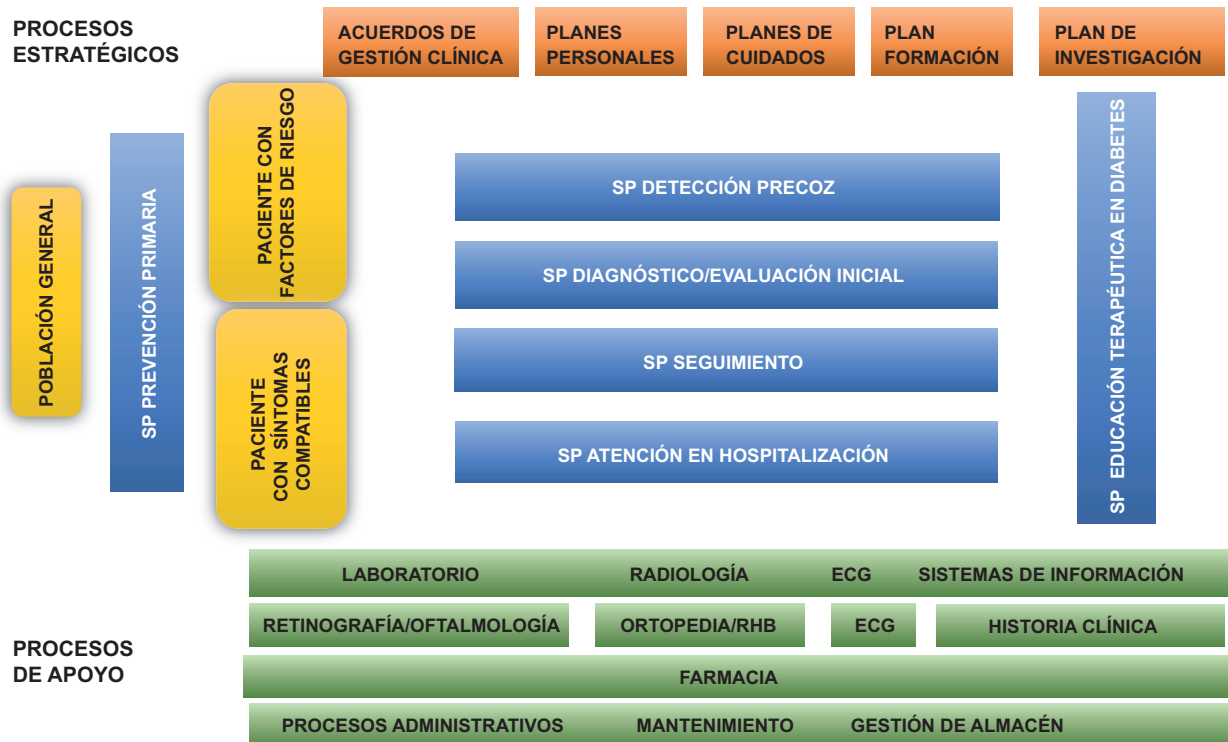 PROCESOS
ESTRATÉGICOS
ACUERDOS DE
GESTIÓN CLÍNICA
PLANES
PERSONALES
PLANES DE
CUIDADOS
PLAN
FORMACIÓN
PLAN DE
INVESTIGACIÓN
POBLACIÓN GENERAL
SP PREVENCIÓN PRIMARIA
PACIENTE CON
FACTORES DE RIESGO
PACIENTE
CON SÍNTOMAS
COMPATIBLES
SP DETECCIÓN PRECOZ
SP DIAGNÓSTICO/EVALUACIÓN INICIAL
SP SEGUIMIENTO
SP ATENCIÓN EN HOSPITALIZACIÓN
SP EDUCACIÓN TERAPÉUTICA EN DIABETES
PROCESOS
DE APOYO
LABORATORIO RADIOLOGÍA ECG SISTEMAS DE INFORMACIÓN
RETINOGRAFÍA/OFTALMOLOGÍA ORTOPEDIA/RHB ECG HISTORIA CLÍNICA
FARMACIA
PROCESOS ADMINISTRATIVOS MANTENIMIENTO GESTIÓN DE ALMACÉN